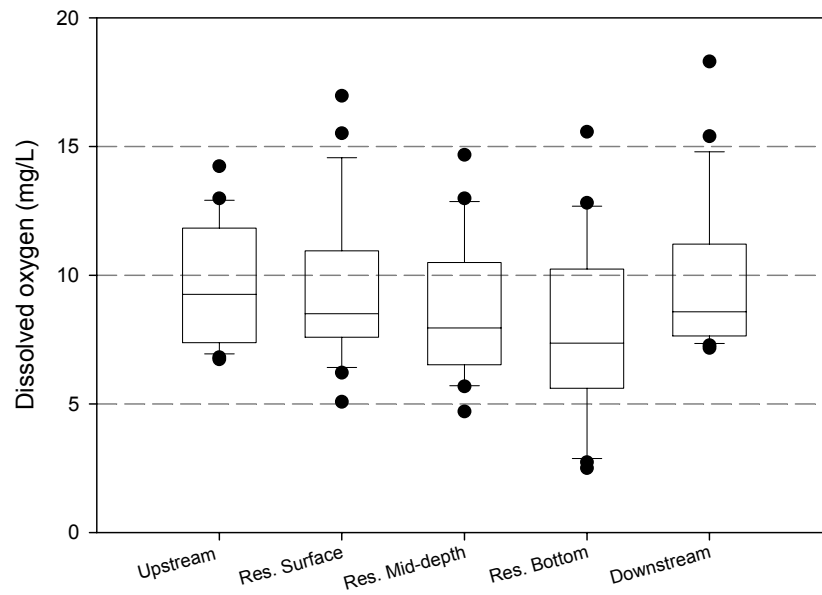 Dissolved oxygen (mg/L)
20
15
10
5
0
Upstream
Res. Surface
Res. Mid-depth
Res. Bottom
Downstream